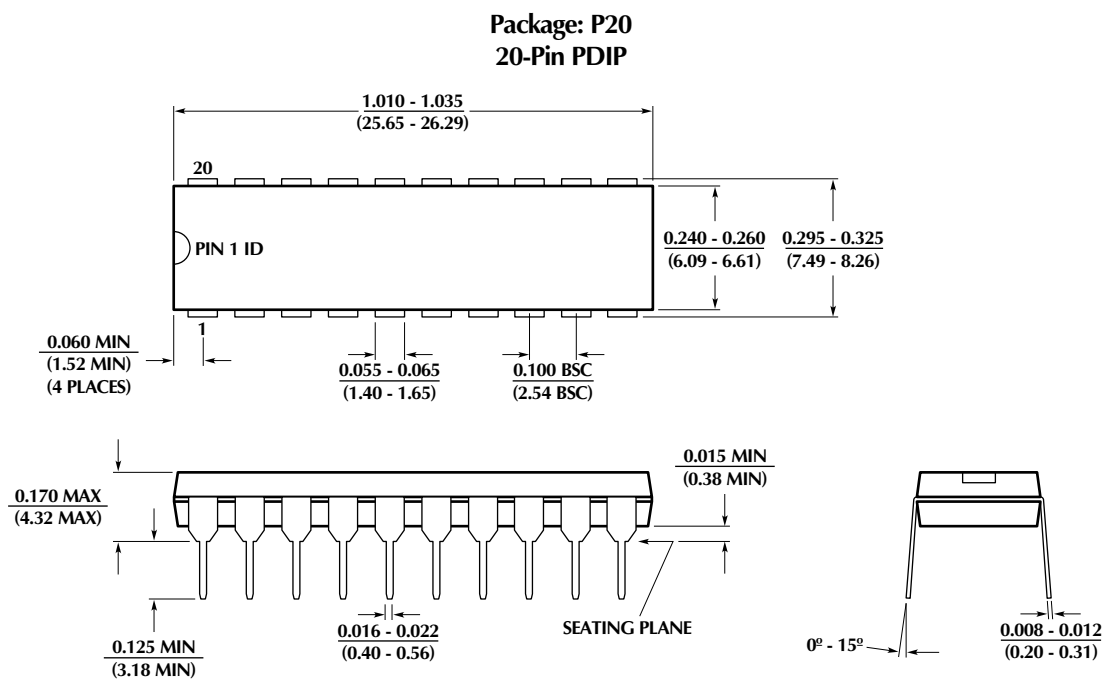 Package: P20
20-Pin PDIP
1.010 - 1.035
(25.65 - 26.29)
20
PIN 1 ID
0.240 - 0.260
(6.09 - 6.61)
0.295 - 0.325
(7.49 - 8.26)
1
0.060 MIN
(1.52 MIN)
(4 PLACES)
0.055 - 0.065
(1.40 - 1.65)
0.100 BSC
(2.54 BSC)
0.015 MIN
(0.38 MIN)
0.170 MAX
(4.32 MAX)
0.125 MIN
(3.18 MIN)
0.016 - 0.022
(0.40 - 0.56)
SEATING PLANE
0º - 15º
0.008 - 0.012
(0.20 - 0.31)